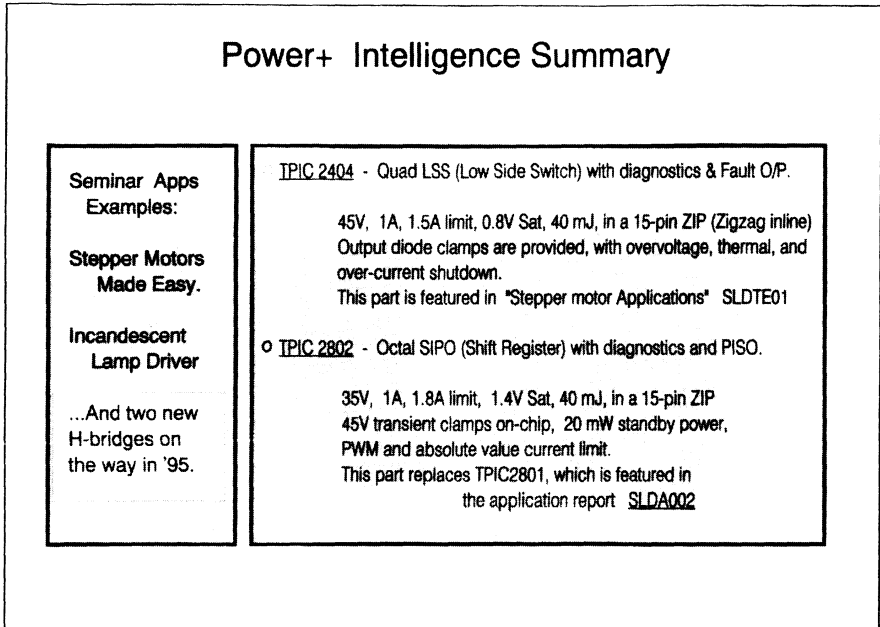 Power+ Intelligence Summary
Seminar Apps
Examples:
Stepper Motors
Made Easy.
Incandescent
Lamp Driver
...And two new
H-bridges on
the way in '95.
TPIC 2404 - Quad LSS (Low Side Switch) with diagnostics & Fault O/P.
45V, 1A, 1.5A limit, 0.8V Sat, 40 mJ, in a 15-pin ZIP (Zigzag inline)
Output diode clamps are provided, with overvoltage, thermal, and
over-current shutdown.
This part is featured in "Stepper motor Applications" SLDTE01
o TPIC 2802 - Octal SIPO (Shift Register) with diagnostics and PISO.
35V, 1A, 1.8A limit, 1.4V Sat, 40 mJ, in a 15-pin ZIP
45V transient clamps on-chip, 20 mW standby power,
PWM and absolute value current limit.
This part replaces TPIC2801, which is featured in
the application report SLDA002